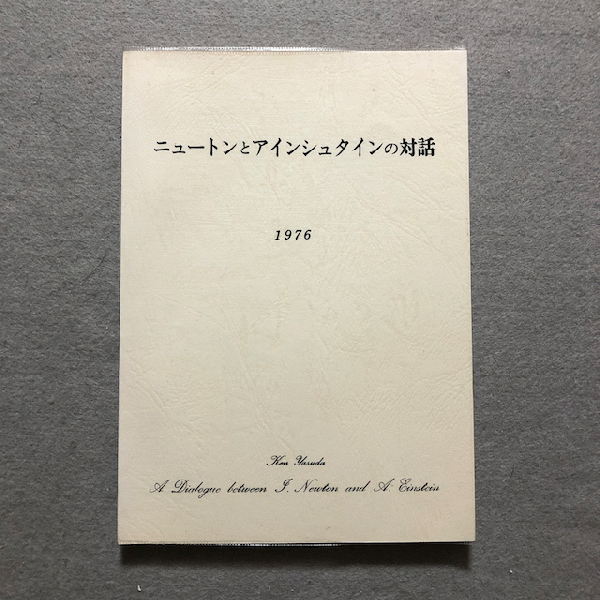 ニュートンとアインシュタインの対話
1976
Ken Yasuda
A Dialogue between I. Newton and A. Einstein